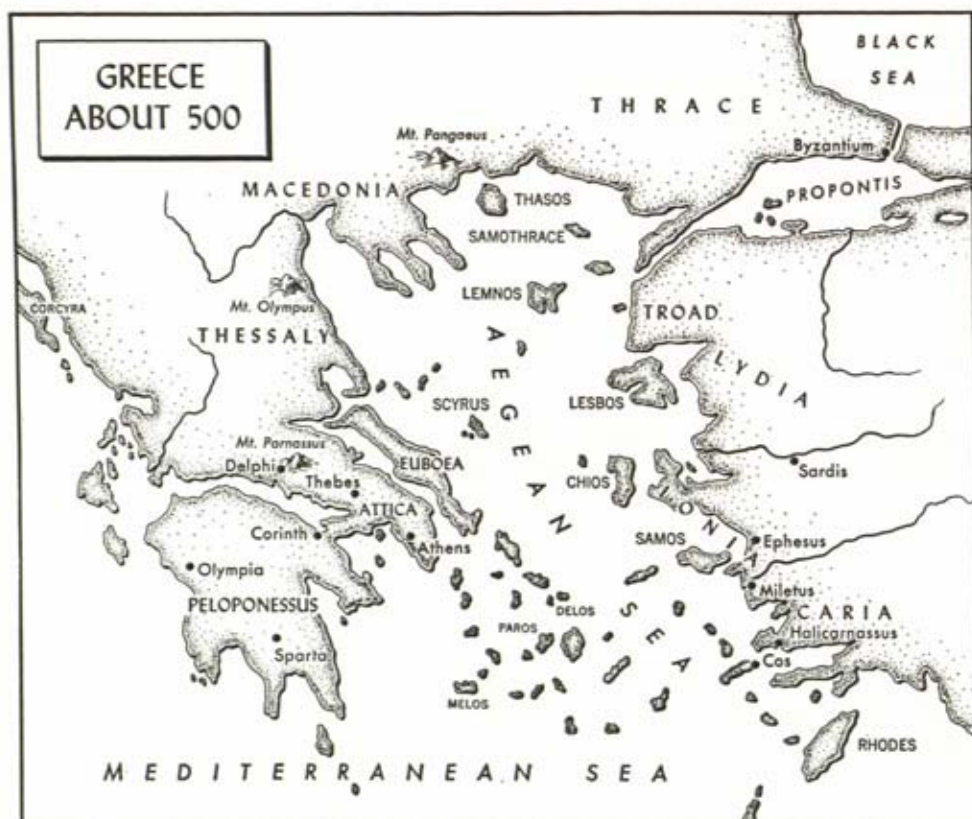 GREECE
ABOUT 500
BLACK
SEA
THRACE
Mt. Pangaeus
Byzantium
MACEDONIA
THASOS
PROPONTIS
SAMOTHRACE
LEMNOS
Mt. Olympus
CORCYRA
TROAD
THESSALY
AEGEAN SEA
LYDIA
SCYRUS
LESBOS
Mt. Parnassus
Delphi
EUBOEA
Sardis
Thebes
CHIOS
IONIA
ATTICA
Corinth
Athens
SAMOS
Ephesus
Olympia
Miletus
PELOPONESSUS
DELOS
CARIA
PAROS
Halicarnassus
Sparta
Cos
MELOS
RHODES
MEDITERRANEAN SEA